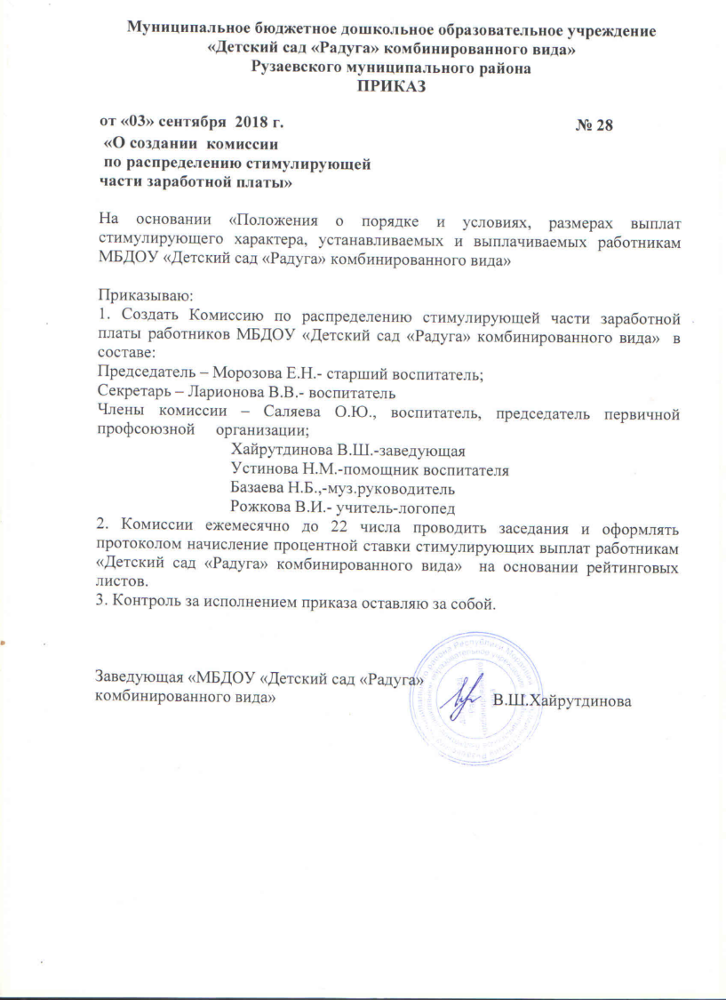 Муниципальное бюджетное дошкольное образовательное учреждение
«Детский сад «Радуга» комбинированного вида»
Рузаевского муниципального района
ПРИКАЗ
от «03» сентября 2018 г. № 28
«О создании комиссии
по распределению стимулирующей
части заработной платы»
На основании «Положения о порядке и условиях, размерах выплат
стимулирующего характера, устанавливаемых и выплачиваемых работникам
МБДОУ «Детский сад «Радуга» комбинированного вида»
Приказываю:
1. Создать Комиссию по распределению стимулирующей части заработной
платы работников МБДОУ «Детский сад «Радуга» комбинированного вида» в
составе:
Председатель – Морозова Е.Н.- старший воспитатель;
Секретарь – Ларионова В.В.- воспитатель
Члены комиссии – Саляева О.Ю., воспитатель, председатель первичной
профсоюзной организации;
Хайрутдинова В.Ш.-заведующая
Устинова Н.М.-помощник воспитателя
Базаева Н.Б.,-муз.руководитель
Рожкова В.И.- учитель-логопед
2. Комиссии ежемесячно до 22 числа проводить заседания и оформлять
протоколом начисление процентной ставки стимулирующих выплат работникам
«Детский сад «Радуга» комбинированного вида» на основании рейтинговых
листов.
3. Контроль за исполнением приказа оставляю за собой.
Заведующая «МБДОУ «Детский сад «Радуга»
комбинированного вида» В.Ш.Хайрутдинова